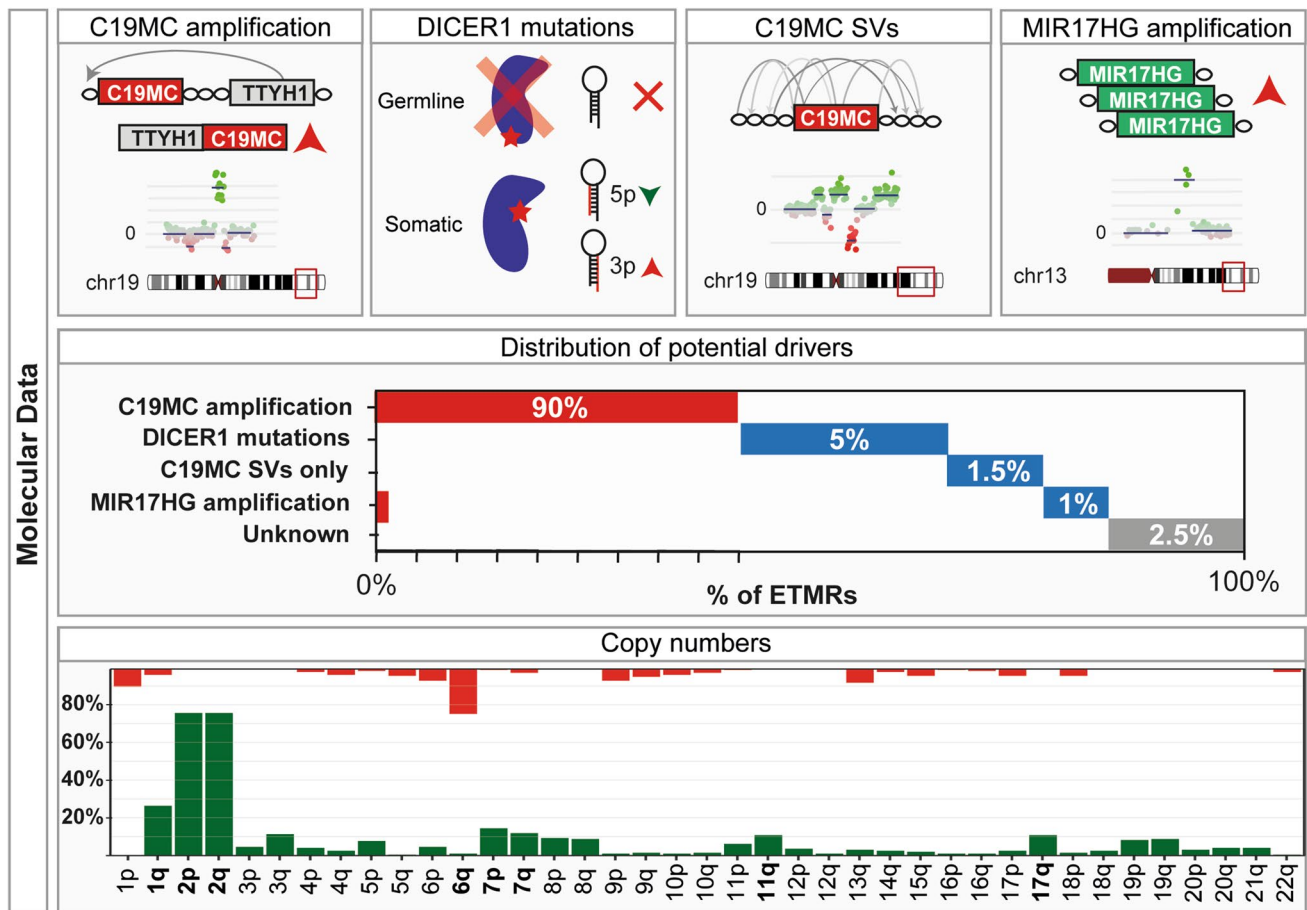 Molecular Data
C19MC amplification
C19MC
TTYH1
TTYH1
C19MC
0
chr19
DICER1 mutations
Germline
5p
Somatic
3p
C19MC SVs
C19MC
0
chr19
MIR17HG amplification
MIR17HG
MIR17HG
MIR17HG
0
chr13
Distribution of potential drivers
C19MC amplification
90%
DICER1 mutations
5%
C19MC SVs only
1.5%
MIR17HG amplification
1%
Unknown
2.5%
0%
100%
% of ETMRs
Copy numbers
80%
60%
40%
20%
1p
1q
2p
2q
3p
3q
4p
4q
5p
5q
6p
6q
7p
7q
8p
8q
9p
9q
10p
10q
11p
11q
12p
12q
13q
14q
15q
16p
16q
17p
17q
18p
18q
19p
19q
20p
20q
21q
22q